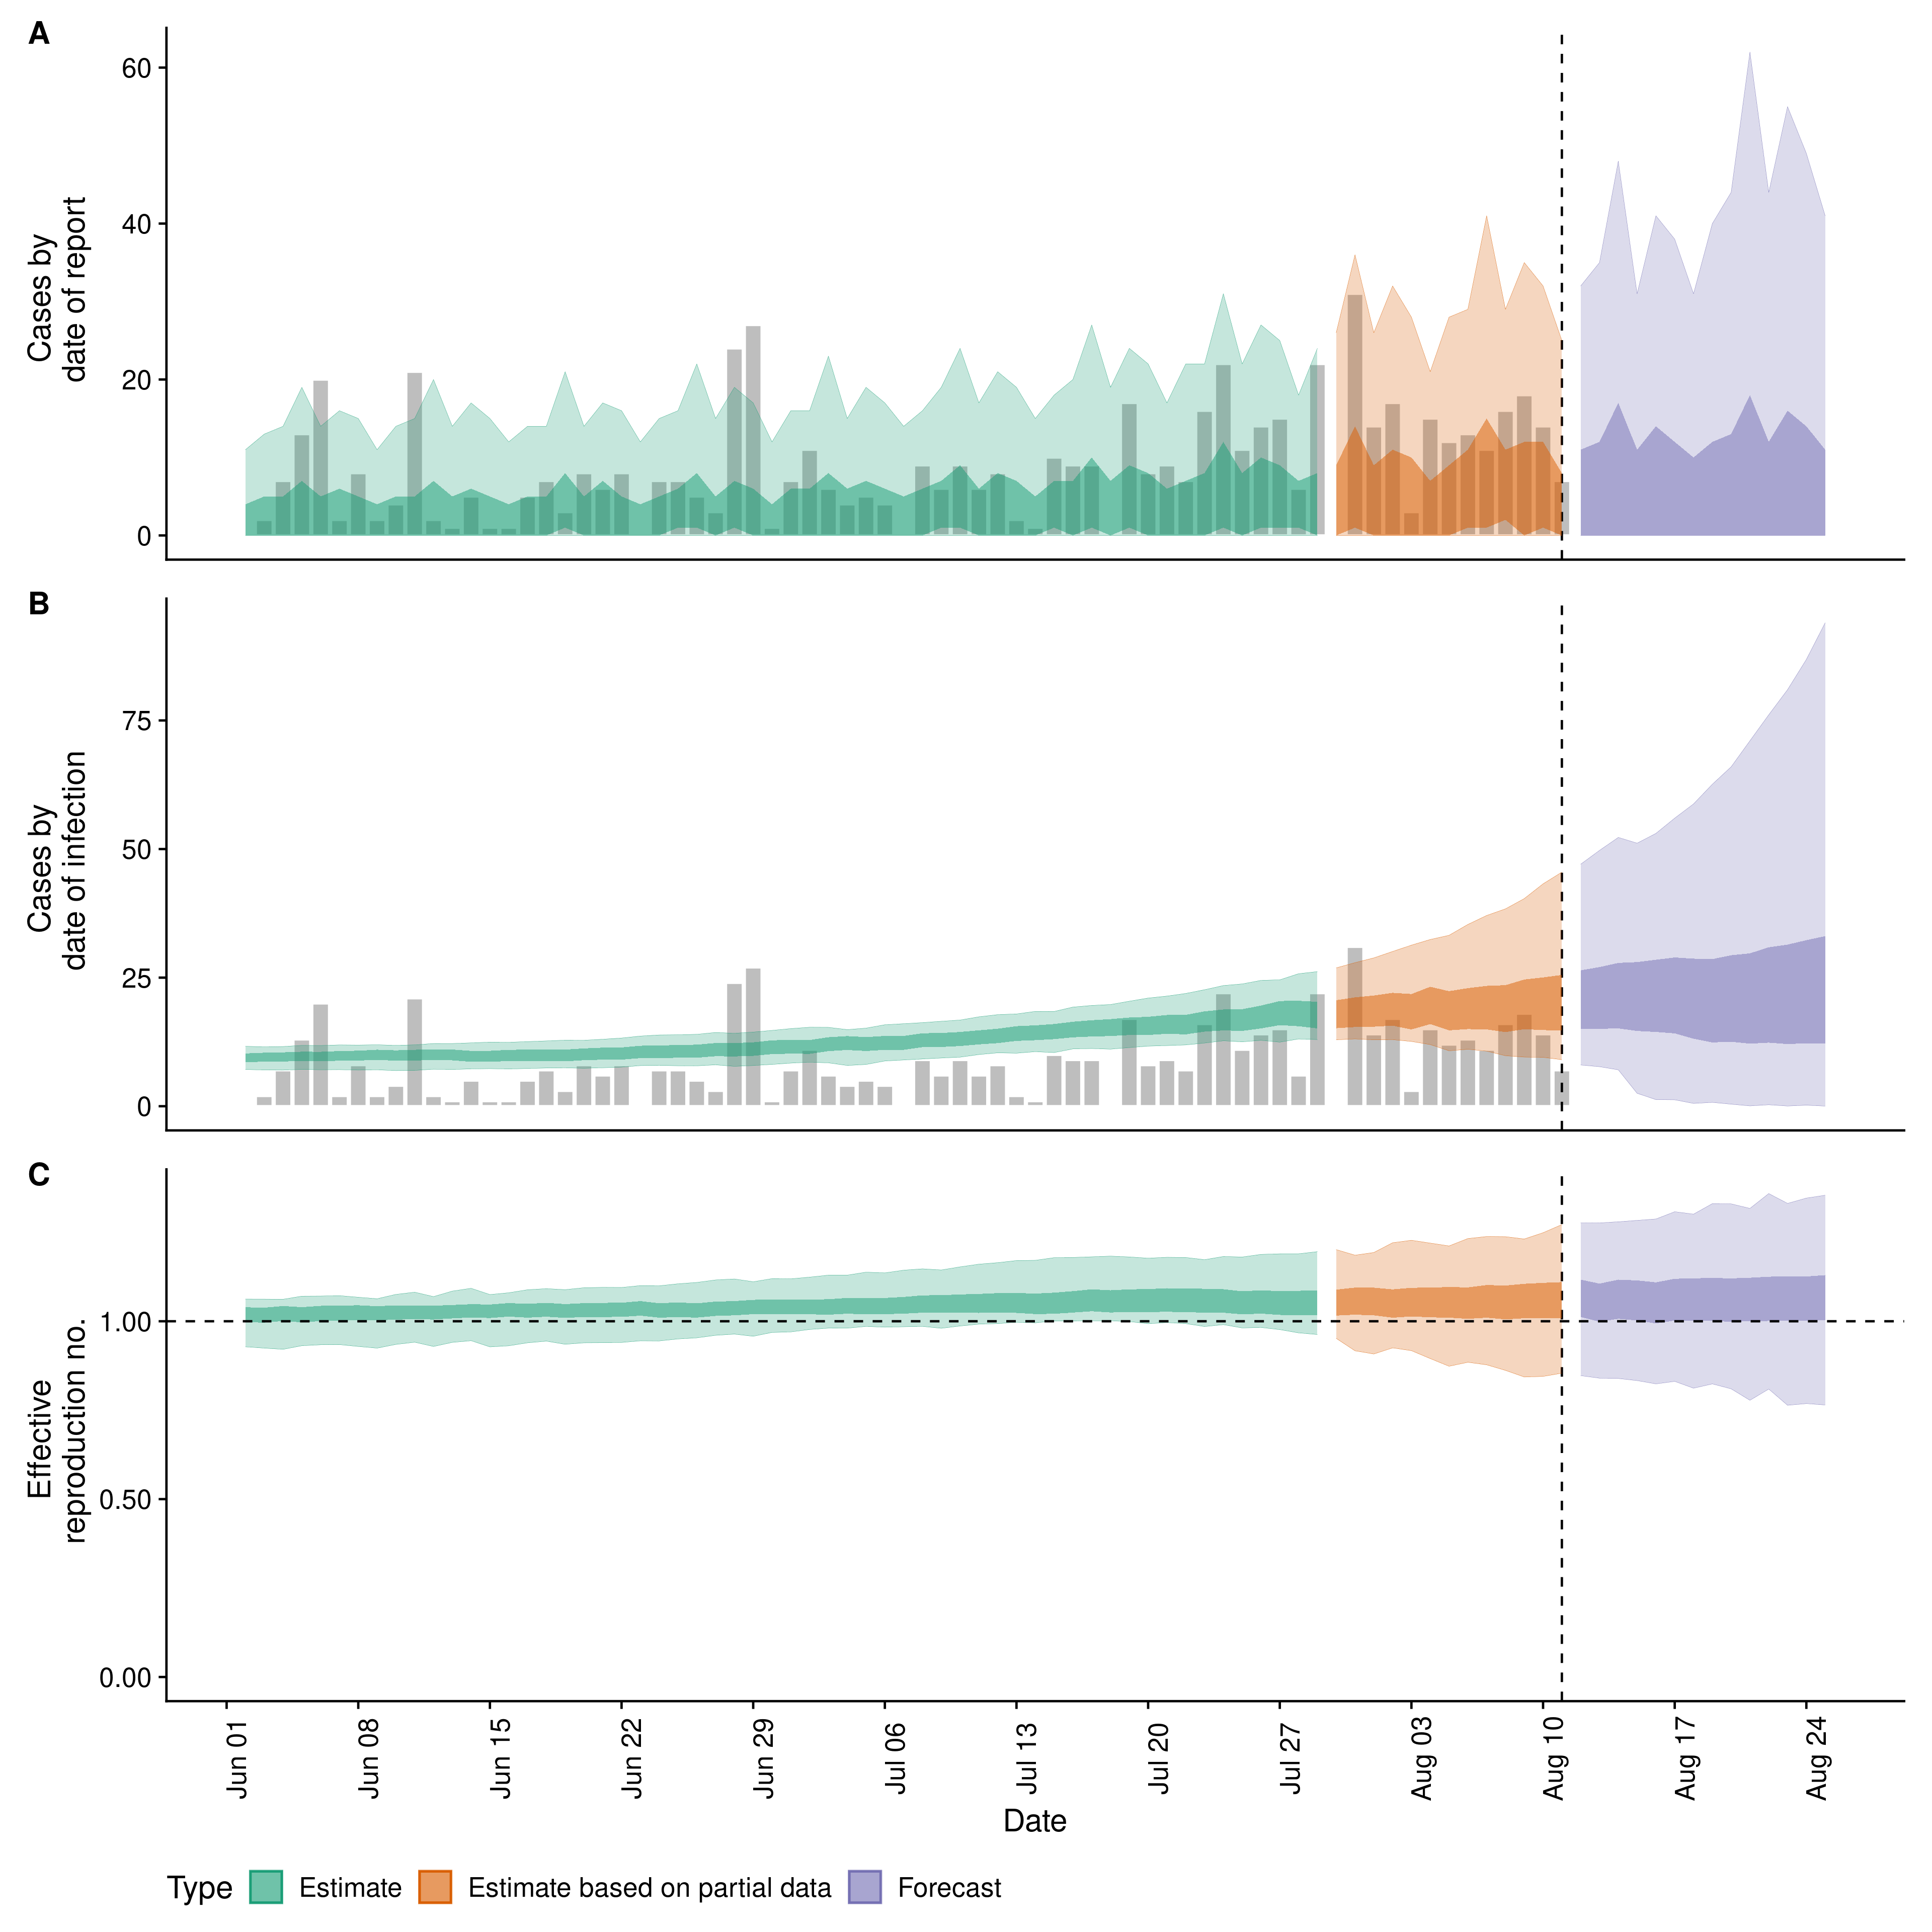 A
Cases by
date of report
60
40
20
0
B
Cases by
date of infection
75
50
25
0
C
Effective
reproduction no.
1.00
0.50
0.00
Jun 01
Jun 08
Jun 15
Jun 22
Jun 29
Jul 06
Jul 13
Jul 20
Jul 27
Aug 03
Aug 10
Aug 17
Aug 24
Date
Type Estimate Estimate based on partial data Forecast